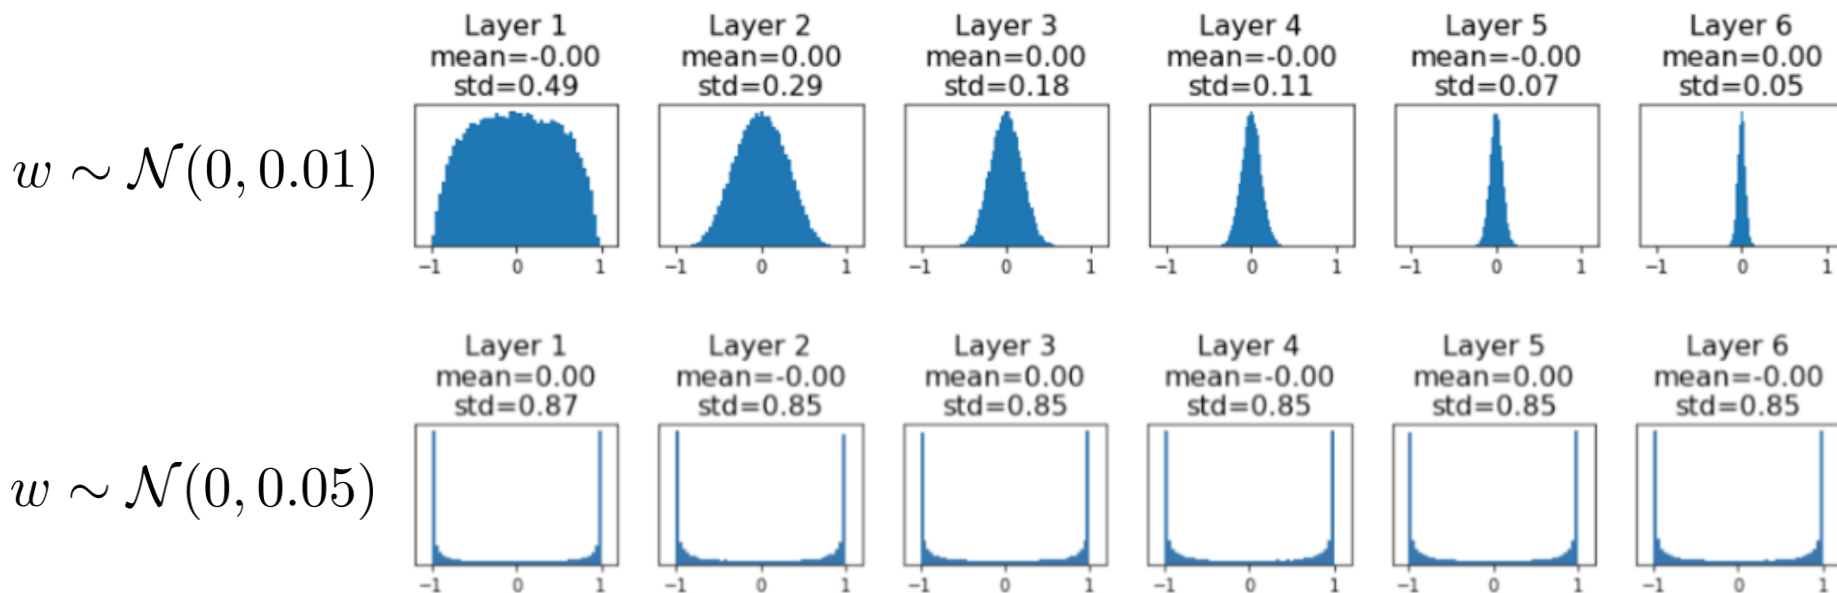 Layer 1
mean=-0.00
std=0.49
Layer 2
mean=0.00
std=0.29
Layer 3
mean=0.00
std=0.18
Layer 4
mean=-0.00
std=0.11
Layer 5
mean=-0.00
std=0.07
Layer 6
mean=0.00
std=0.05
w ∼ 𝒩(0, 0.01)
−1 0 1
−1 0 1
−1 0 1
−1 0 1
−1 0 1
−1 0 1
Layer 1
mean=0.00
std=0.87
Layer 2
mean=-0.00
std=0.85
Layer 3
mean=0.00
std=0.85
Layer 4
mean=-0.00
std=0.85
Layer 5
mean=0.00
std=0.85
Layer 6
mean=-0.00
std=0.85
w ∼ 𝒩(0, 0.05)
−1 0 1
−1 0 1
−1 0 1
−1 0 1
−1 0 1
−1 0 1